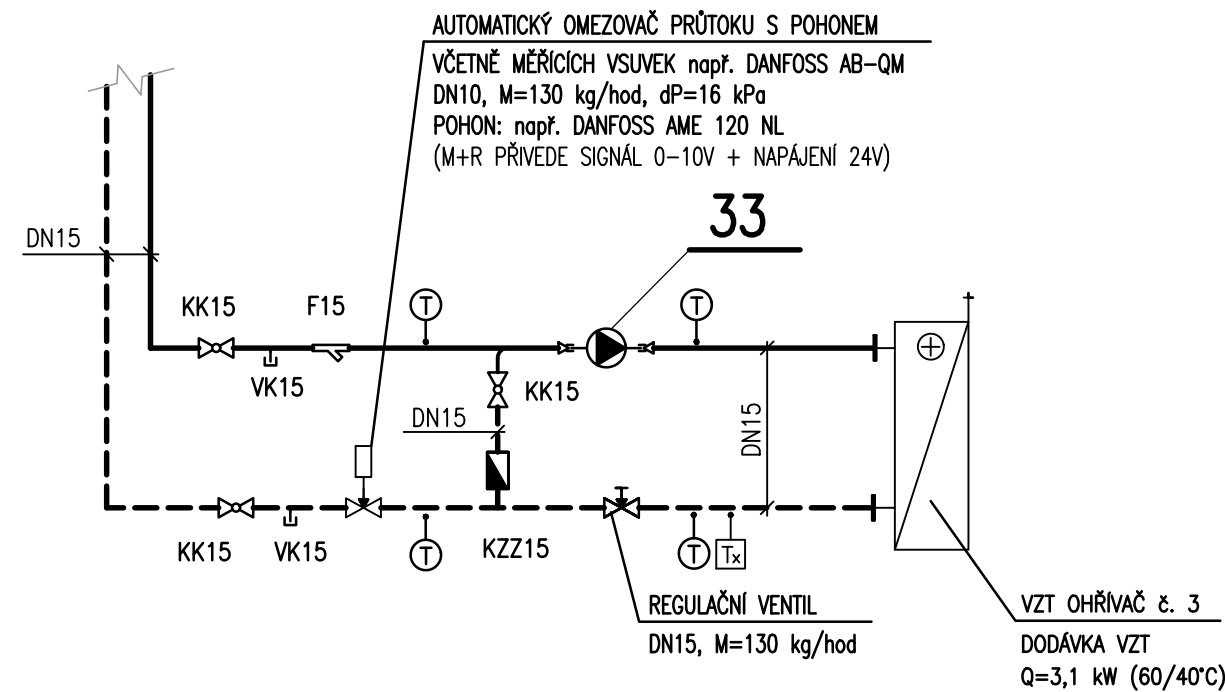 AUTOMATICKÝ OMEZOVAČ PRŮTOKU S POHONEM
VČETNĚ MĚŘÍCÍCH VSUVEK např. DANFOSS AB-QM
DN10, M=130 kg/hod, dP=16 kPa
POHON: např. DANFOSS AME 120 NL
(M+R PŘIVEDE SIGNÁL 0-10V + NAPÁJENÍ 24V)
33
DN15
KK15
F15
T
T
VK15
KK15
DN15
DN15
KK15
VK15
T
KZZ15
T
Tx
REGULAČNÍ VENTIL
DN15, M=130 kg/hod
VZT OHŘÍVAČ č. 3
DODÁVKA VZT
Q=3,1 kW (60/40°C)